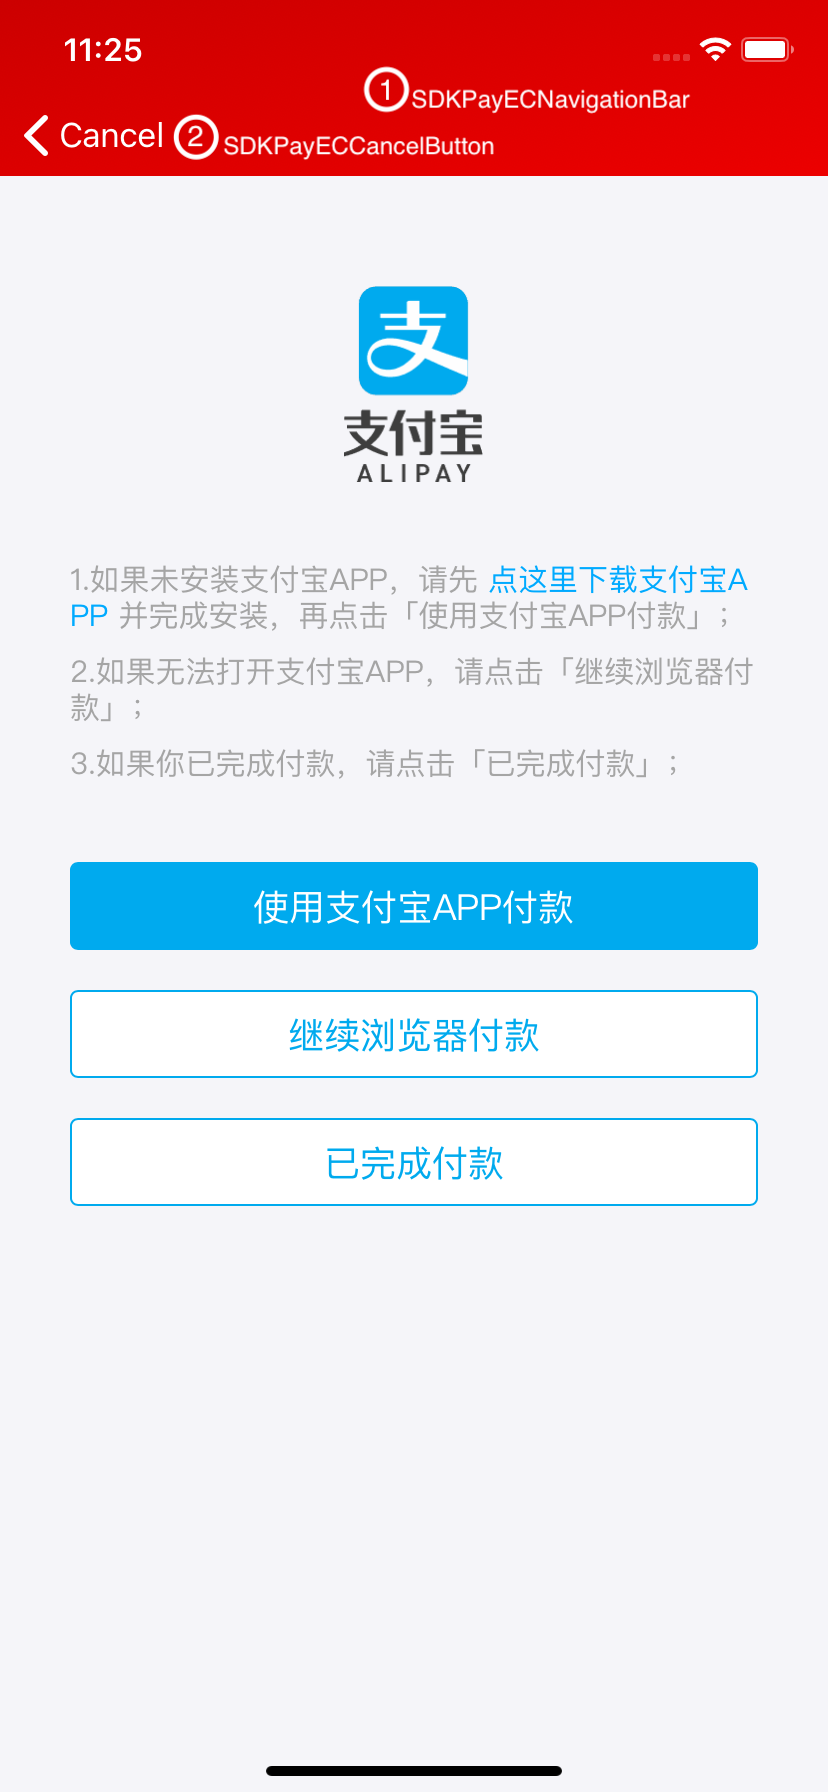 11:25
① SDKPayECNavigationBar
Cancel ② SDKPayECCancelButton
支
支付宝
ALIPAY
1.如果未安装支付宝APP，请先 点这里下载支付宝A
PP 并完成安装，再点击「使用支付宝APP付款」；
2.如果无法打开支付宝APP，请点击「继续浏览器付
款」；
3.如果你已完成付款，请点击「已完成付款」；
使用支付宝APP付款
继续浏览器付款
已完成付款